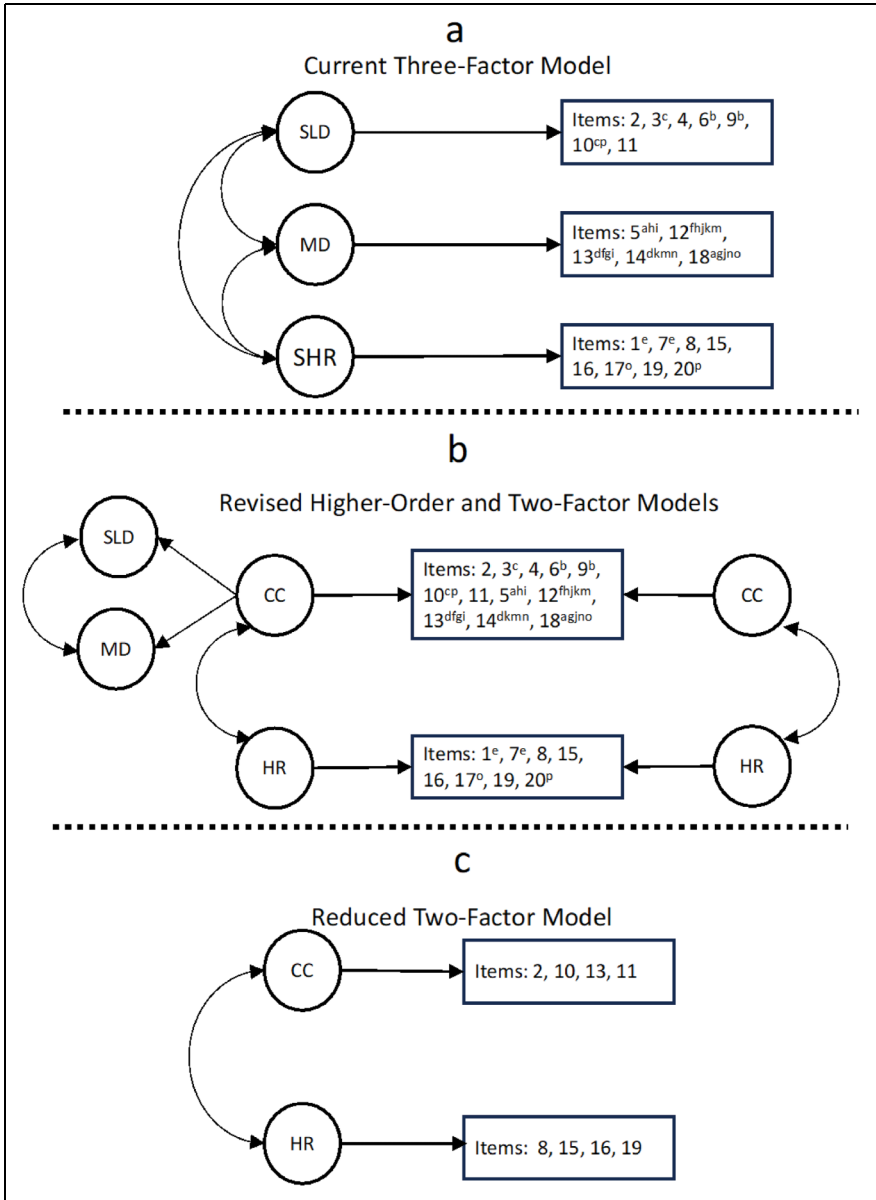 a
Current Three-Factor Model
SLD
Items: 2, 3ᶜ, 4, 6ᵇ, 9ᵇ,
10ᶜᵖ, 11
MD
Items: 5ᵃʰⁱ, 12ᶠʰʲᵏᵐ,
13ᵈᶠᵍⁱ, 14ᵈᵏᵐⁿ, 18ᵃᵍʲⁿᵒ
SHR
Items: 1ᵉ, 7ᵉ, 8, 15,
16, 17ᵒ, 19, 20ᵖ
b
Revised Higher-Order and Two-Factor Models
SLD
MD
CC
Items: 2, 3ᶜ, 4, 6ᵇ, 9ᵇ,
10ᶜᵖ, 11, 5ᵃʰⁱ, 12ᶠʰʲᵏᵐ,
13ᵈᶠᵍⁱ, 14ᵈᵏᵐⁿ, 18ᵃᵍʲⁿᵒ
CC
HR
Items: 1ᵉ, 7ᵉ, 8, 15,
16, 17ᵒ, 19, 20ᵖ
HR
c
Reduced Two-Factor Model
CC
Items: 2, 10, 13, 11
HR
Items: 8, 15, 16, 19